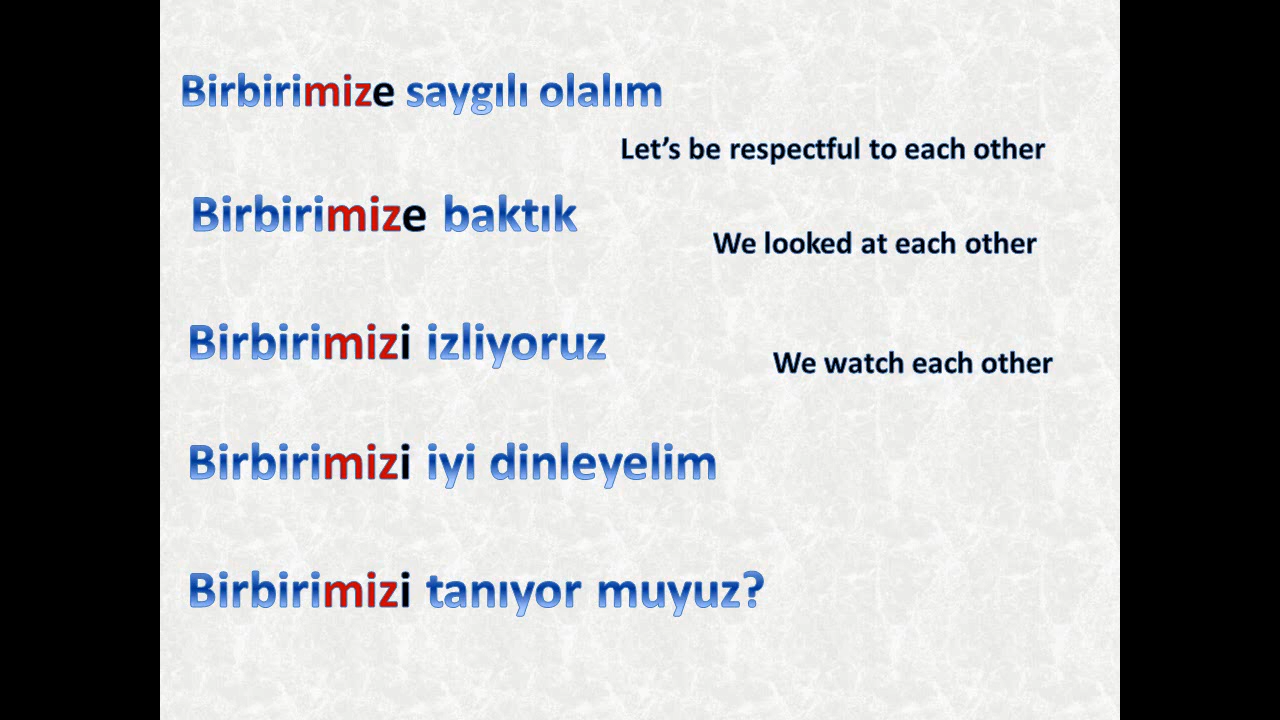 Birbirimize saygılı olalım
Let’s be respectful to each other
Birbirimize baktık
We looked at each other
Birbirimizi izliyoruz
We watch each other
Birbirimizi iyi dinleyelim
Birbirimizi tanıyor muyuz?